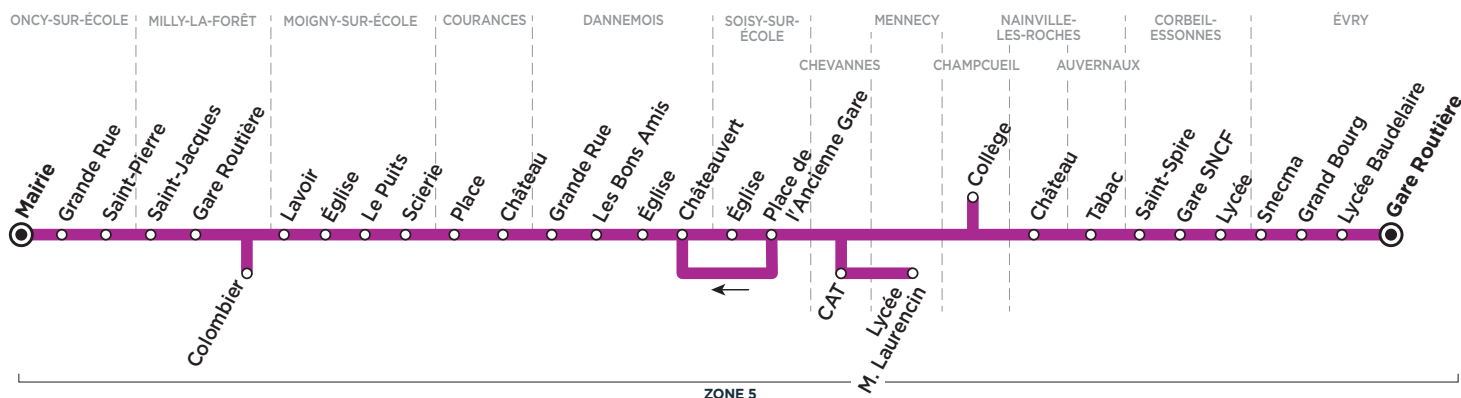 ONCY-SUR-ÉCOLE
MILLY-LA-FORÊT
MOIGNY-SUR-ÉCOLE
COURANCES
DANNEMOIS
SOISY-SUR-
ÉCOLE
CHEVANNES
MENNECY
CHAMPCUEIL
NAINVILLE-
LES-ROCHES
AUVERNAUX
CORBEIL-
ESSONNES
ÉVRY
Mairie
Grande Rue
Saint-Pierre
Saint-Jacques
Gare Routière
Colombier
Lavoir
Église
Le Puits
Scierie
Place
Château
Grande Rue
Les Bons Amis
Église
Châteauvert
Église
Place de
l'Ancienne Gare
CAT
Lycée
M. Laurencin
Collège
Château
Tabac
Saint-Spire
Gare SNCF
Lycée
Snecma
Grand Bourg
Lycée Baudelaire
Gare Routière
ZONE 5